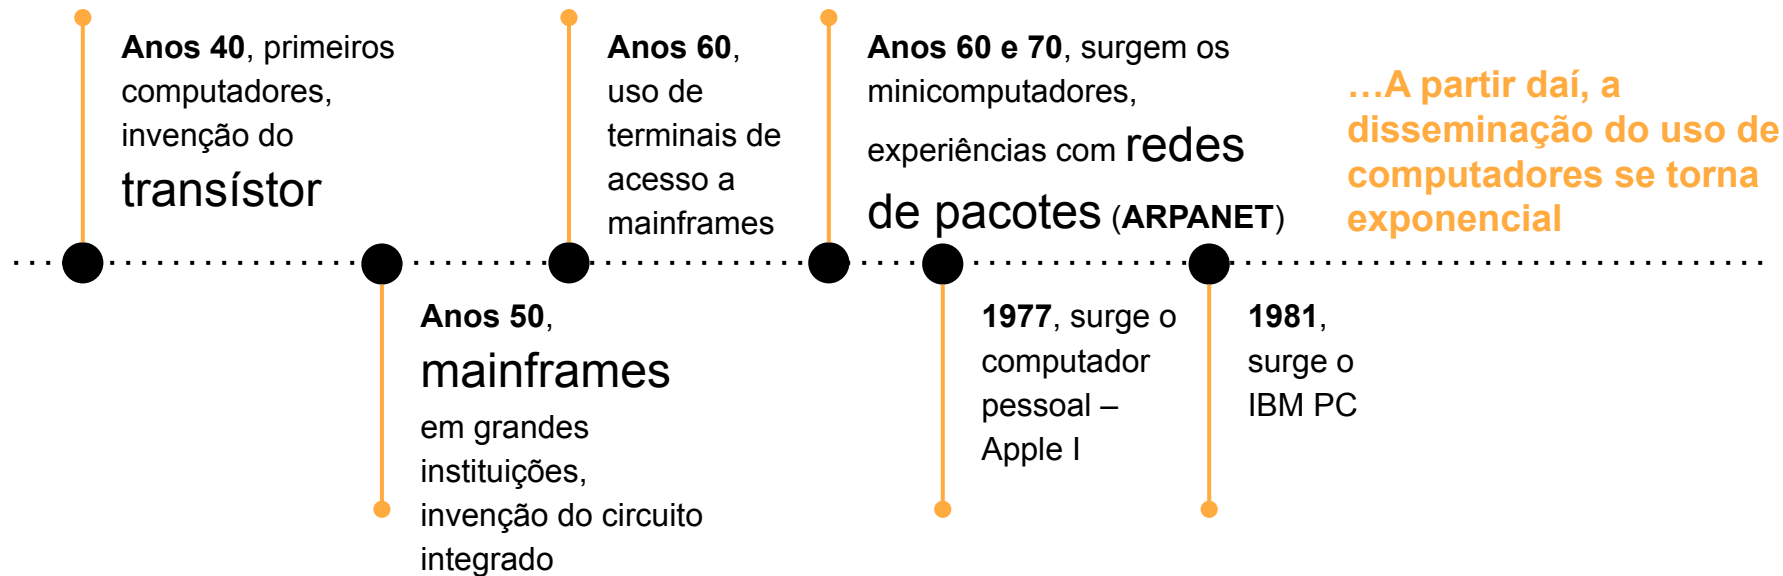 Anos 40, primeiros
computadores,
invenção do
transístor
Anos 50,
mainframes
em grandes
instituições,
invenção do circuito
integrado
Anos 60,
uso de
terminais de
acesso a
mainframes
Anos 60 e 70, surgem os
minicomputadores,
experiências com redes
de pacotes (ARPANET)
1977, surge o
computador
pessoal –
Apple I
1981,
surge o
IBM PC
…A partir daí, a
disseminação do uso de
computadores se torna
exponencial